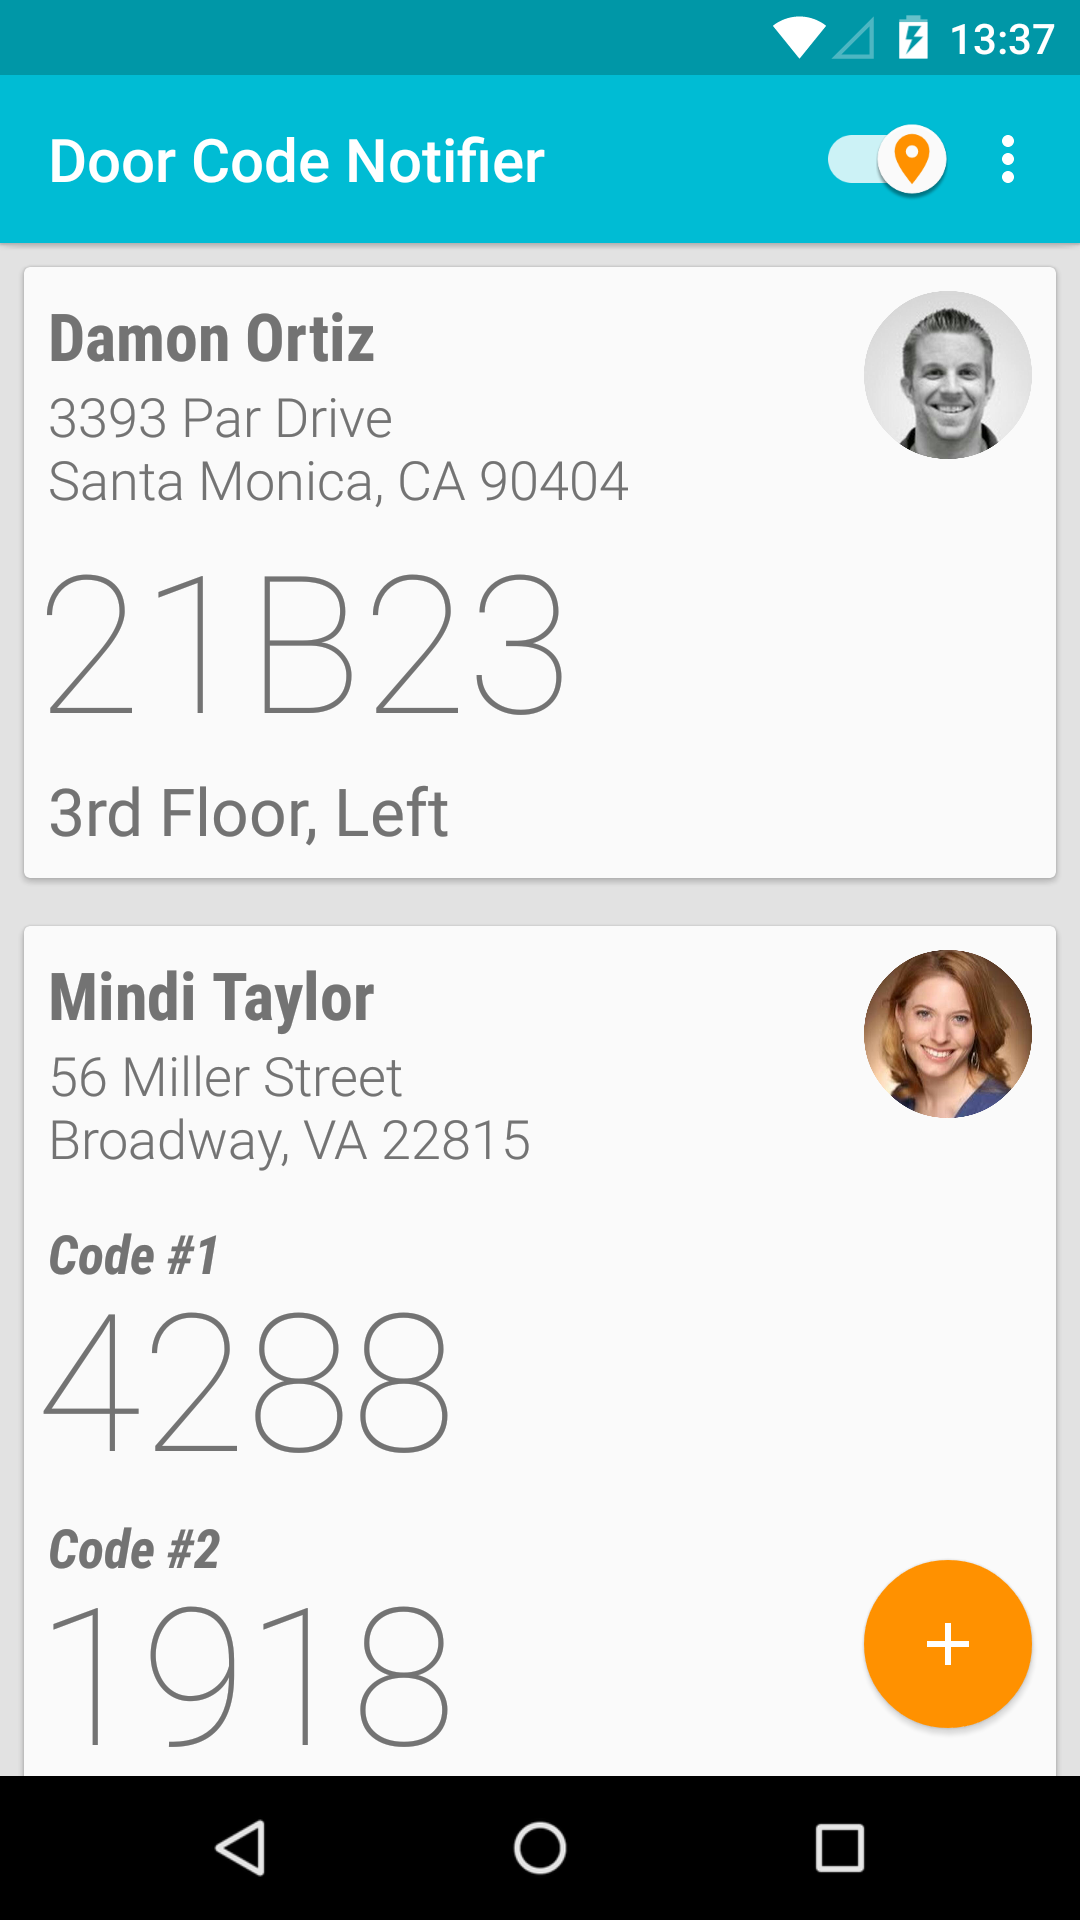 13:37
Door Code Notifier
Damon Ortiz
3393 Par Drive
Santa Monica, CA 90404
21B23
3rd Floor, Left
Mindi Taylor
56 Miller Street
Broadway, VA 22815
Code #1
4288
Code #2
1918